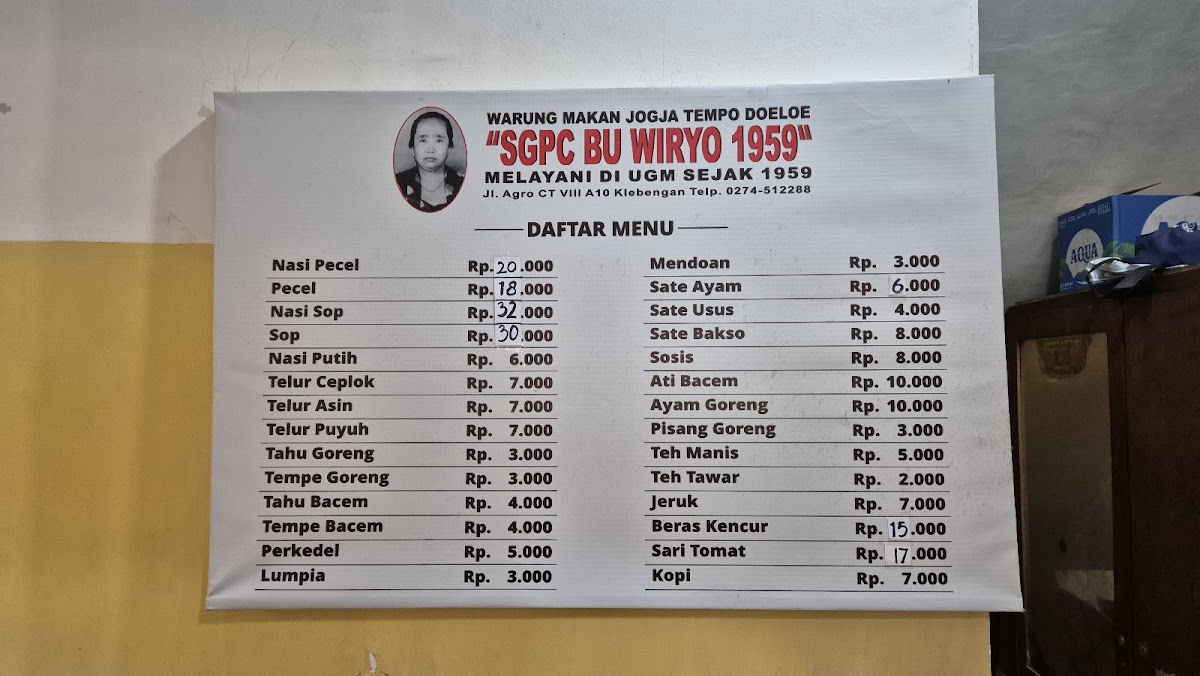 WARUNG MAKAN JOGJA TEMPO DOELOE
"SGPC BU WIRYO 1959"
MELAYANI DI UGM SEJAK 1959
Jl. Agro CT VIII A10 Klebengan Telp. 0274-512288
DAFTAR MENU
Nasi Pecel Rp. 20.000
Pecel Rp. 18.000
Nasi Sop Rp. 32.000
Sop Rp. 30.000
Nasi Putih Rp. 6.000
Telur Ceplok Rp. 7.000
Telur Asin Rp. 7.000
Telur Puyuh Rp. 7.000
Tahu Goreng Rp. 3.000
Tempe Goreng Rp. 3.000
Tahu Bacem Rp. 4.000
Tempe Bacem Rp. 4.000
Perkedel Rp. 5.000
Lumpia Rp. 3.000
Mendoan Rp. 3.000
Sate Ayam Rp. 6.000
Sate Usus Rp. 4.000
Sate Bakso Rp. 8.000
Sosis Rp. 8.000
Ati Bacem Rp. 10.000
Ayam Goreng Rp. 10.000
Pisang Goreng Rp. 3.000
Teh Manis Rp. 5.000
Teh Tawar Rp. 2.000
Jeruk Rp. 7.000
Beras Kencur Rp. 15.000
Sari Tomat Rp. 17.000
Kopi Rp. 7.000
AQUA